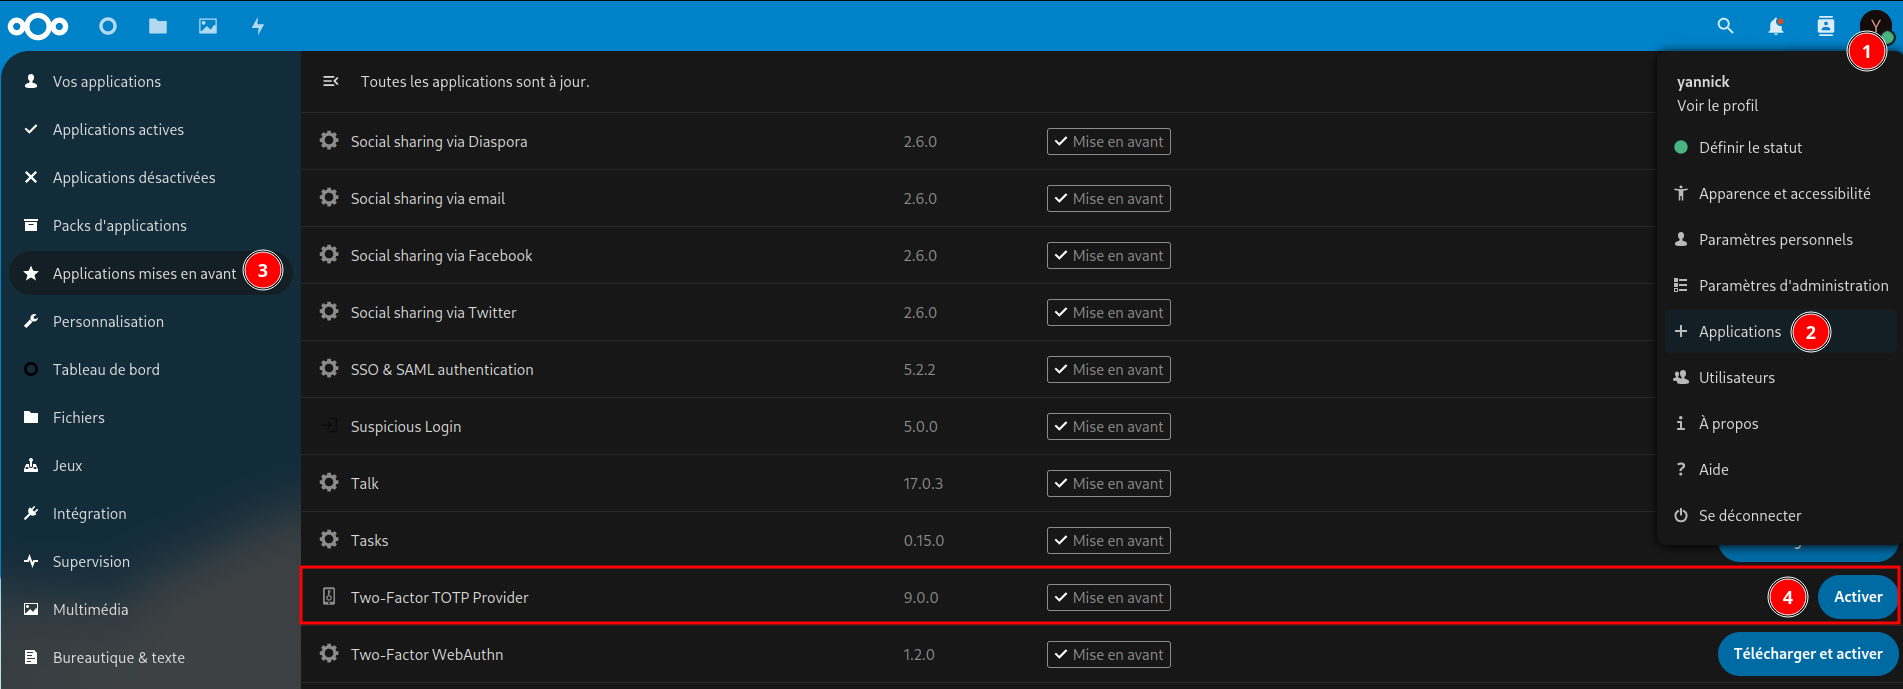 Y
1
Vos applications
Applications actives
Applications désactivées
Packs d'applications
Applications mises en avant 3
Personnalisation
Tableau de bord
Fichiers
Jeux
Intégration
Supervision
Multimédia
Bureautique & texte
Toutes les applications sont à jour.
Social sharing via Diaspora 2.6.0 Mise en avant
Social sharing via email 2.6.0 Mise en avant
Social sharing via Facebook 2.6.0 Mise en avant
Social sharing via Twitter 2.6.0 Mise en avant
SSO & SAML authentication 5.2.2 Mise en avant
Suspicious Login 5.0.0 Mise en avant
Talk 17.0.3 Mise en avant
Tasks 0.15.0 Mise en avant
Two-Factor TOTP Provider 9.0.0 Mise en avant 4 Activer
Two-Factor WebAuthn 1.2.0 Mise en avant Télécharger et activer
yannick
Voir le profil
Définir le statut
Apparence et accessibilité
Paramètres personnels
Paramètres d'administration
Applications 2
Utilisateurs
À propos
Aide
Se déconnecter